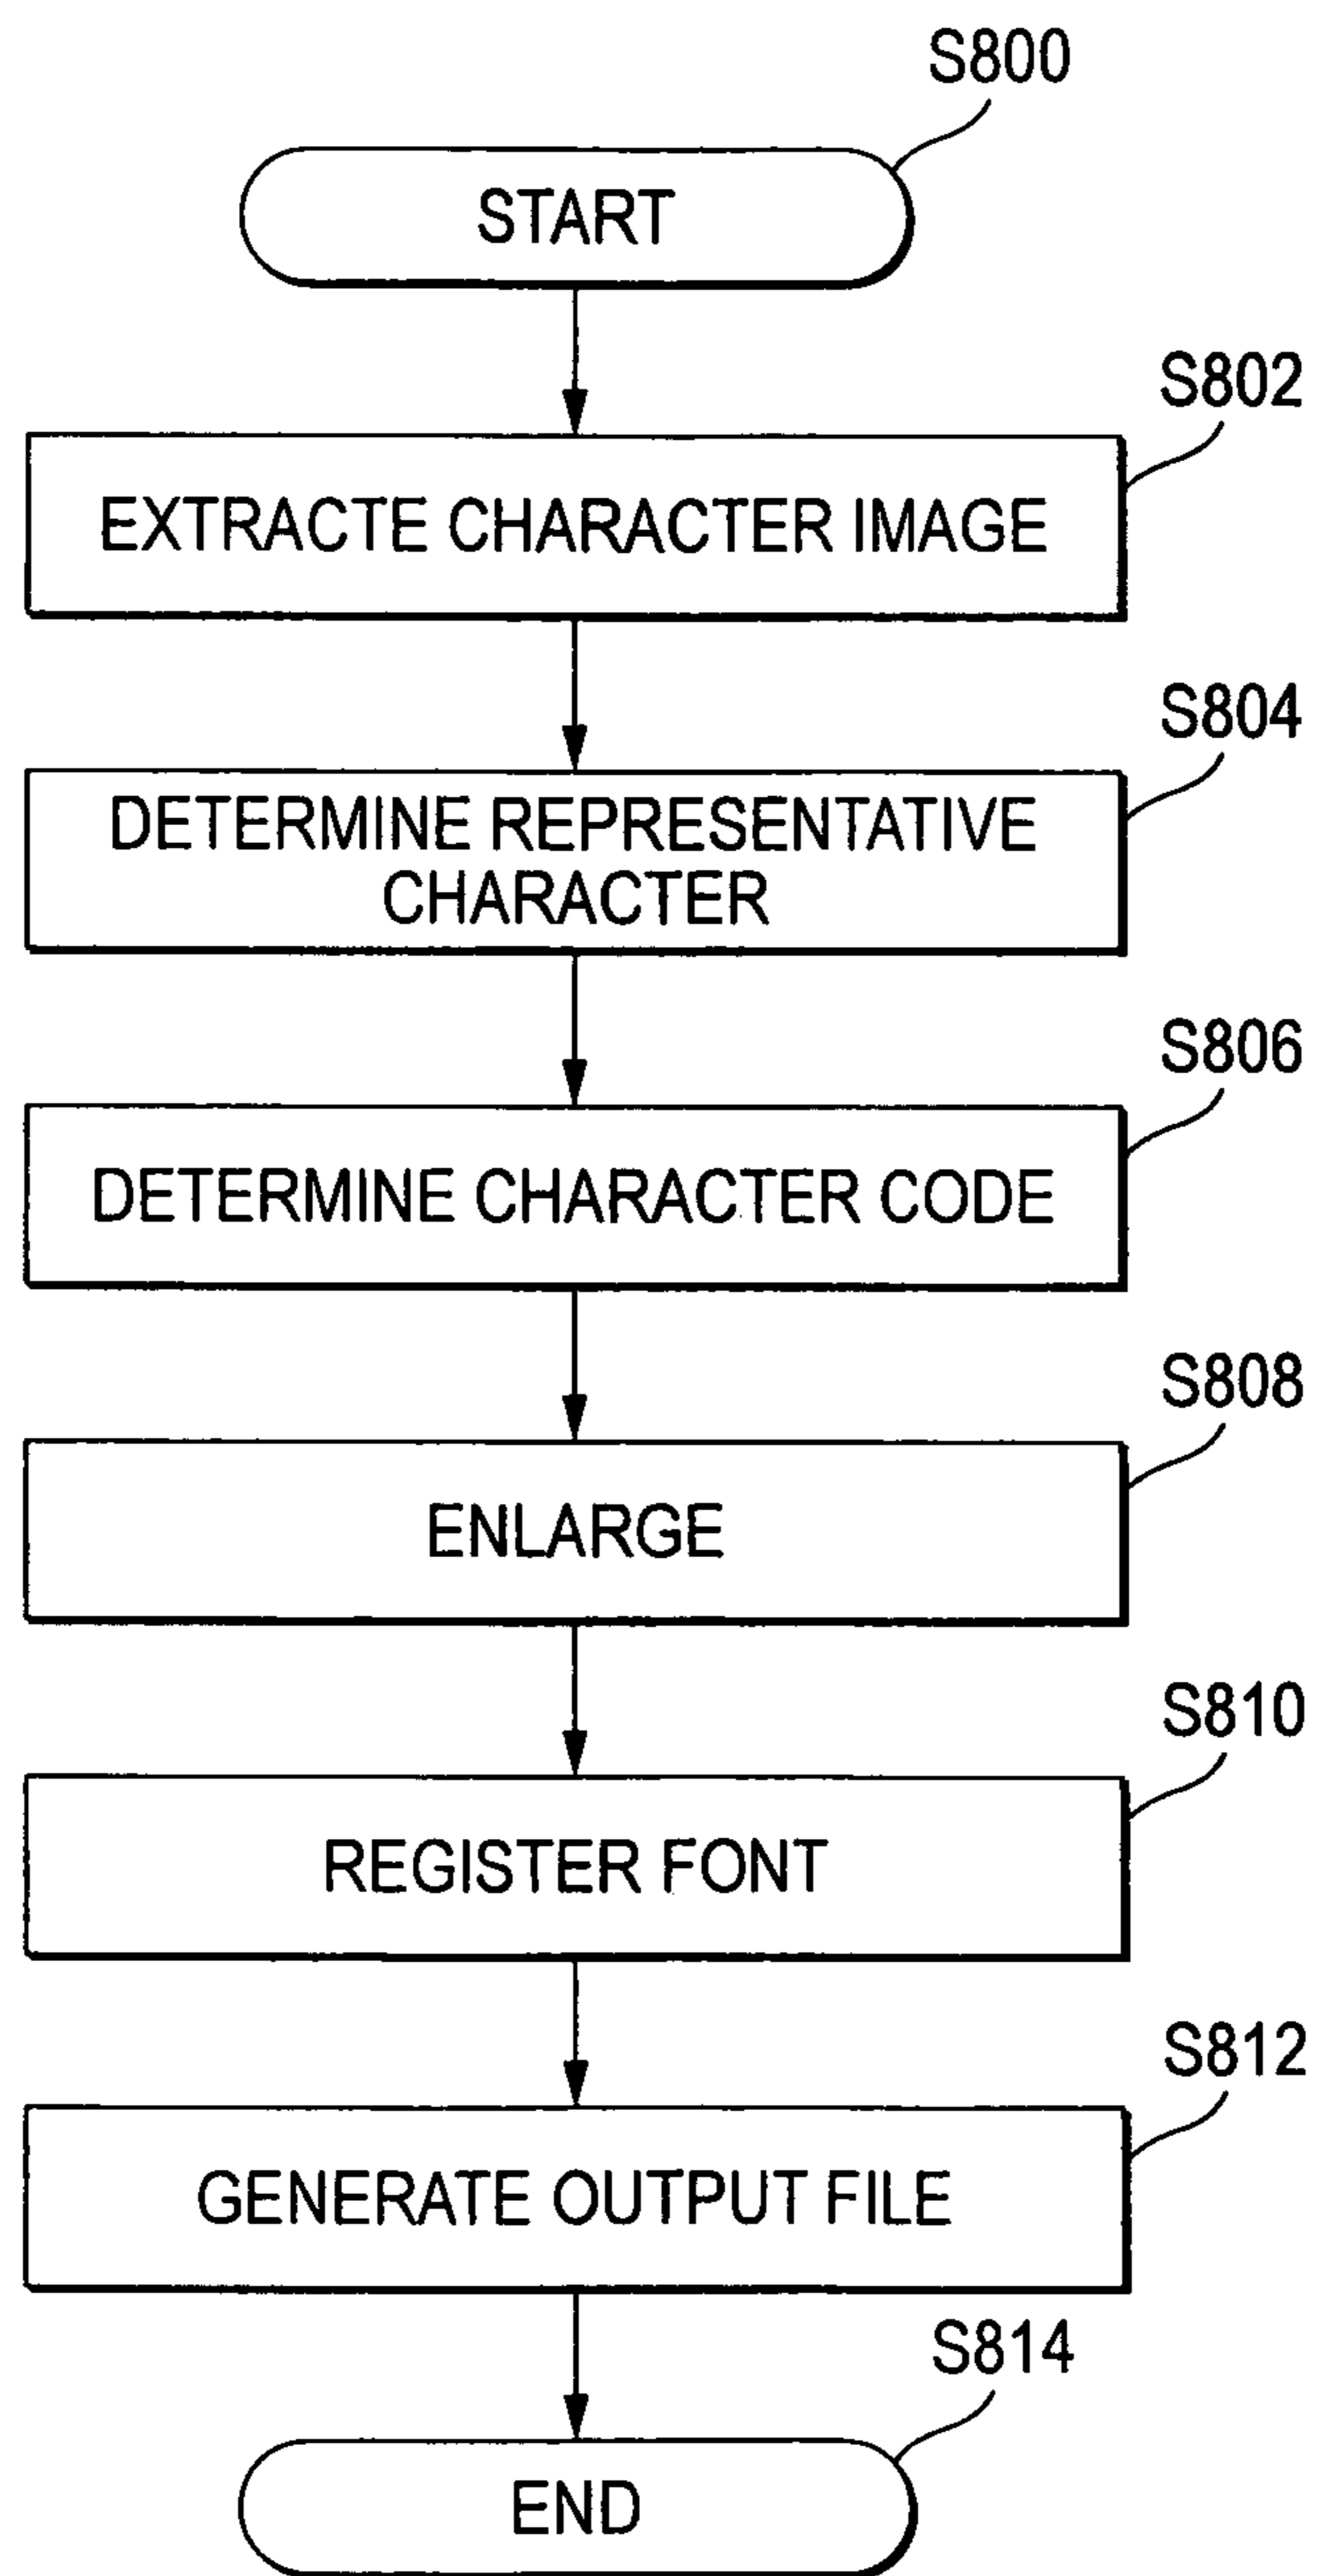 S800
START
S802
EXTRACTE CHARACTER IMAGE
S804
DETERMINE REPRESENTATIVE
CHARACTER
S806
DETERMINE CHARACTER CODE
S808
ENLARGE
S810
REGISTER FONT
S812
GENERATE OUTPUT FILE
S814
END